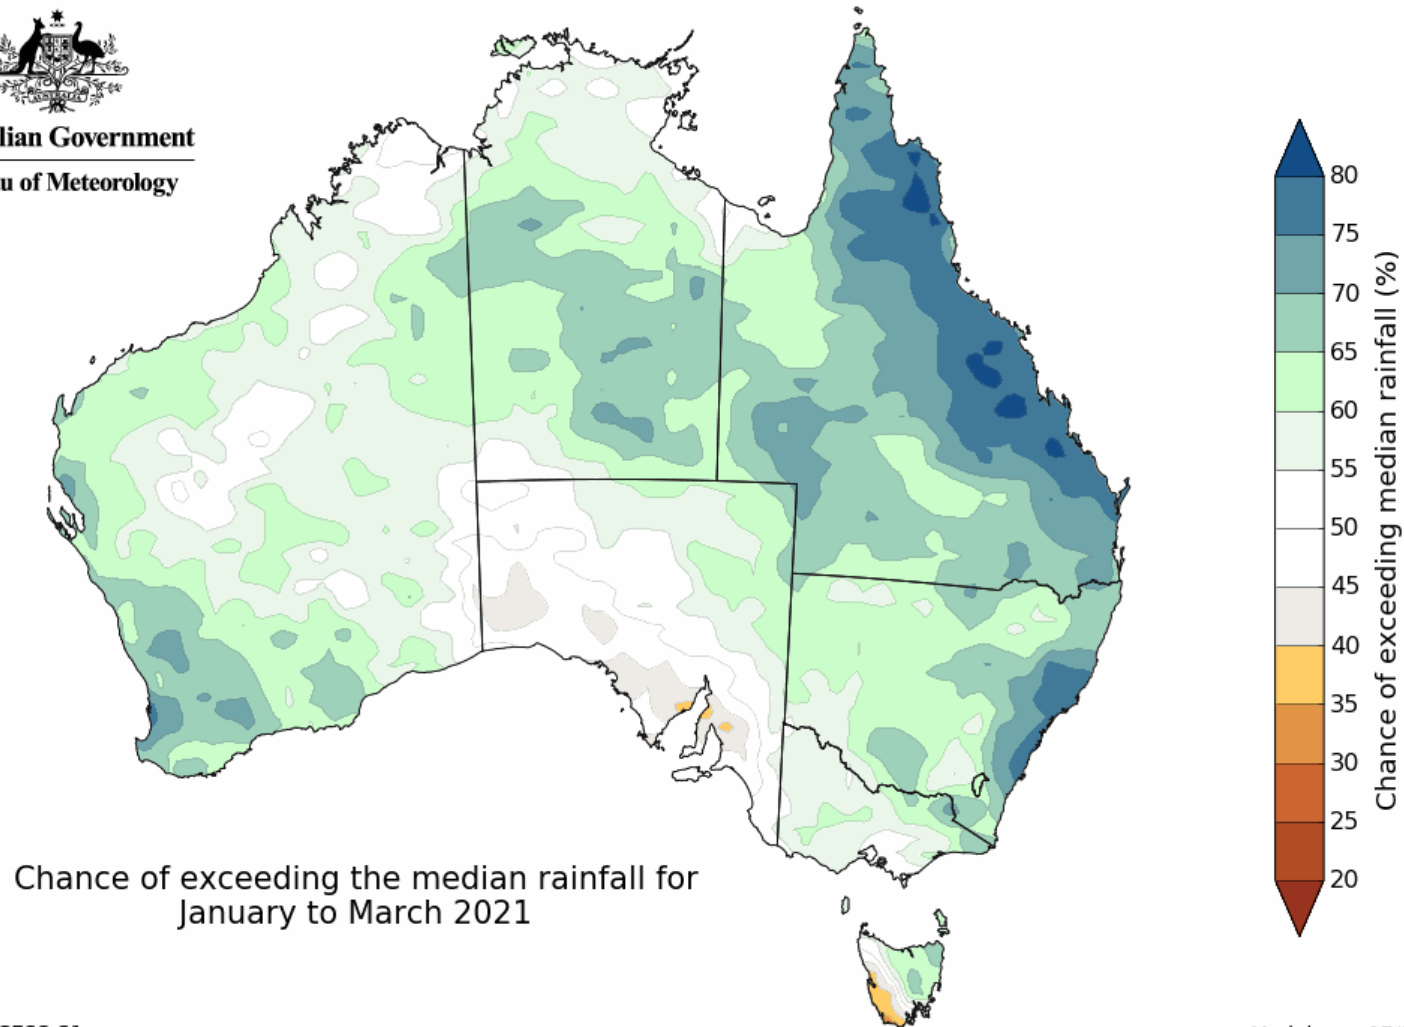 AUSTRALIA
lian Government
u of Meteorology
80
75
70
65
60
55
50
45
40
35
30
25
20
Chance of exceeding median rainfall (%)
Chance of exceeding the median rainfall for
January to March 2021